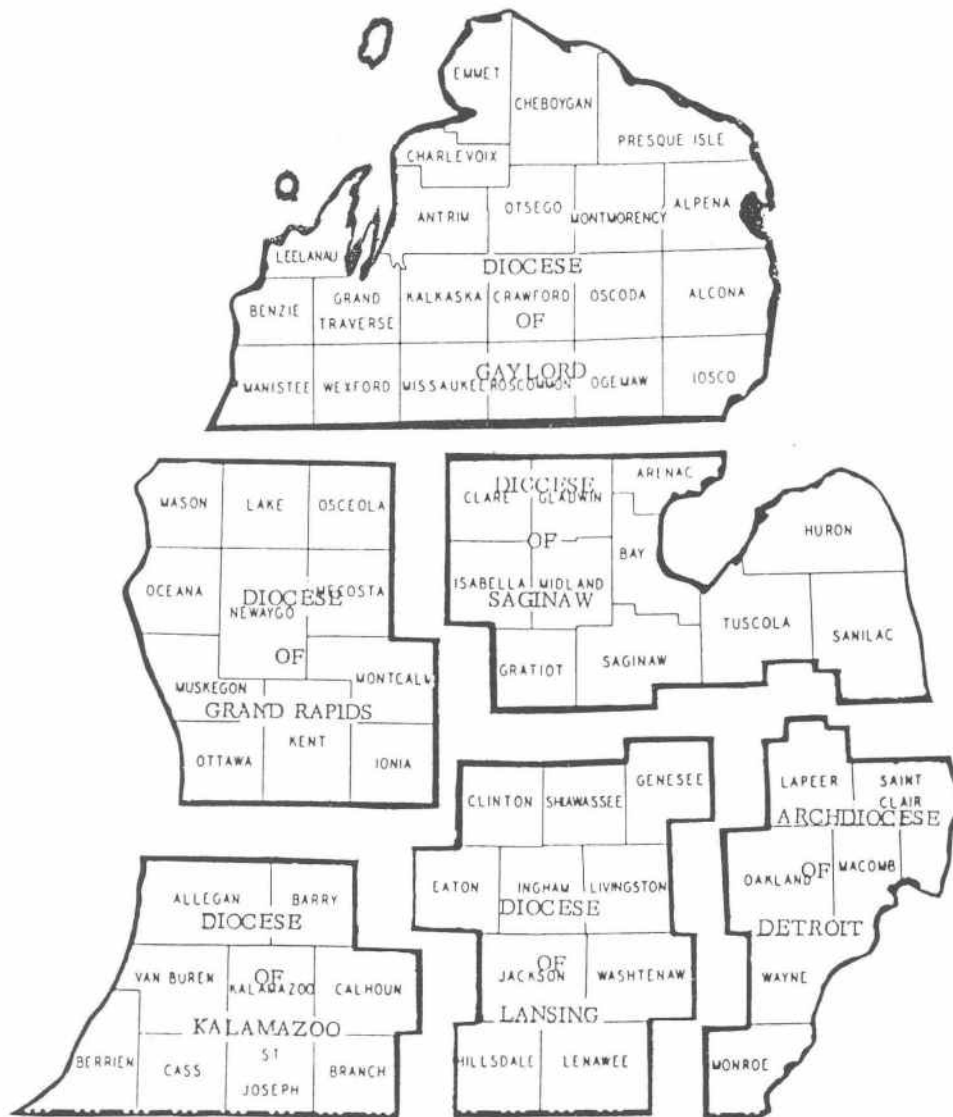 EMMET
CHEBOYGAN
PRESQUE ISLE
CHARLEVOIX
ANTRIM
OTSEGO
MONTMORENCY
ALPENA
LEELANAU
DIOCESE
BENZIE
GRAND
TRAVERSE
KALKASKA
CRAWFORD
OSCODA
ALCONA
OF
GAYLORD
MANISTEE
WEXFORD
MISSAUKEE
ROSCOMMON
OGEMAW
IOSCO
MASON
LAKE
OSCEOLA
OCEANA
DIOCESE
NEWAYGO
MECOSTA
OF
MUSKEGON
MONTCALM
GRAND RAPIDS
OTTAWA
KENT
IONIA
DIOCESE
CLARE
GLADWIN
ARENAC
OF
BAY
HURON
ISABELLA
MIDLAND
SAGINAW
TUSCOLA
SANILAC
GRATIOT
SAGINAW
CLINTON
SHIAWASSEE
GENESEE
EATON
INGHAM
LIVINGSTON
DIOCESE
OF
JACKSON
WASHTENAW
LANSING
HILLSDALE
LENAWEE
LAPEER
SAINT
CLAIR
ARCHDIOCESE
OF
OAKLAND
MACOMB
DETROIT
WAYNE
MONROE
ALLEGAN
BARRY
DIOCESE
VAN BUREN
OF
KALAMAZOO
CALHOUN
KALAMAZOO
BERRIEN
CASS
ST
JOSEPH
BRANCH